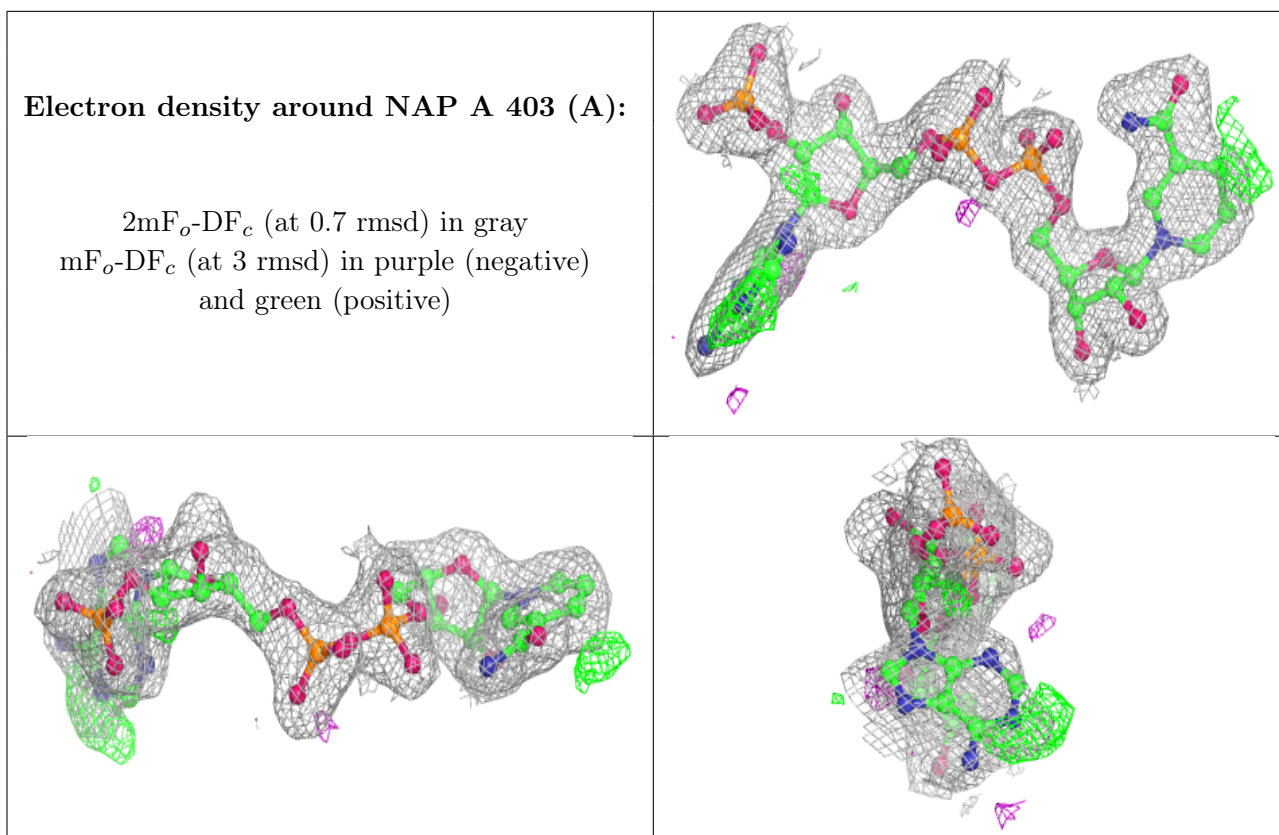 Electron density around NAP A 403 (A):
2mFₒ-DF𝑐 (at 0.7 rmsd) in gray
mFₒ-DF𝑐 (at 3 rmsd) in purple (negative)
and green (positive)